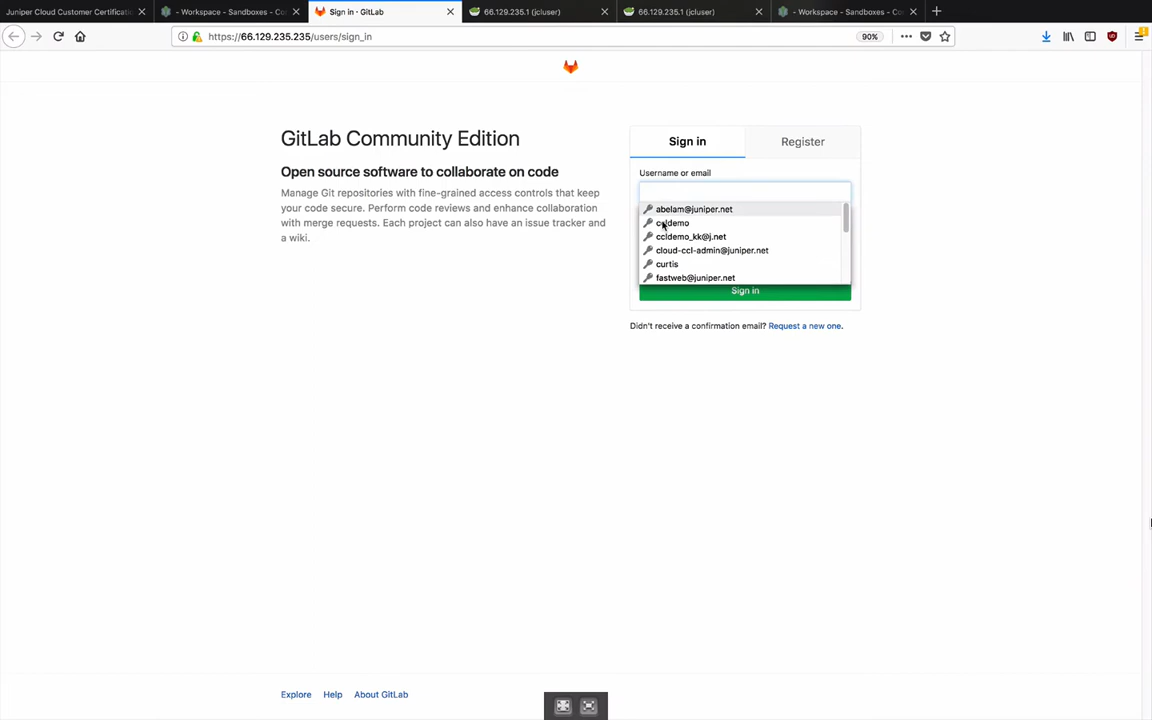 Juniper Cloud Customer Certificati
- Workspace - Sandboxes - Co
Sign in · GitLab
66.129.235.1 (jcluser)
66.129.235.1 (jcluser)
- Workspace - Sandboxes - Co
https://66.129.235.235/users/sign_in
90%
GitLab Community Edition
Open source software to collaborate on code
Manage Git repositories with fine-grained access controls that keep
your code secure. Perform code reviews and enhance collaboration
with merge requests. Each project can also have an issue tracker and
a wiki.
Sign in
Register
Username or email
abelam@juniper.net
ccldemo
ccldemo_kk@j.net
cloud-ccl-admin@juniper.net
curtis
fastweb@juniper.net
Sign in
Didn't receive a confirmation email? Request a new one.
Explore
Help
About GitLab